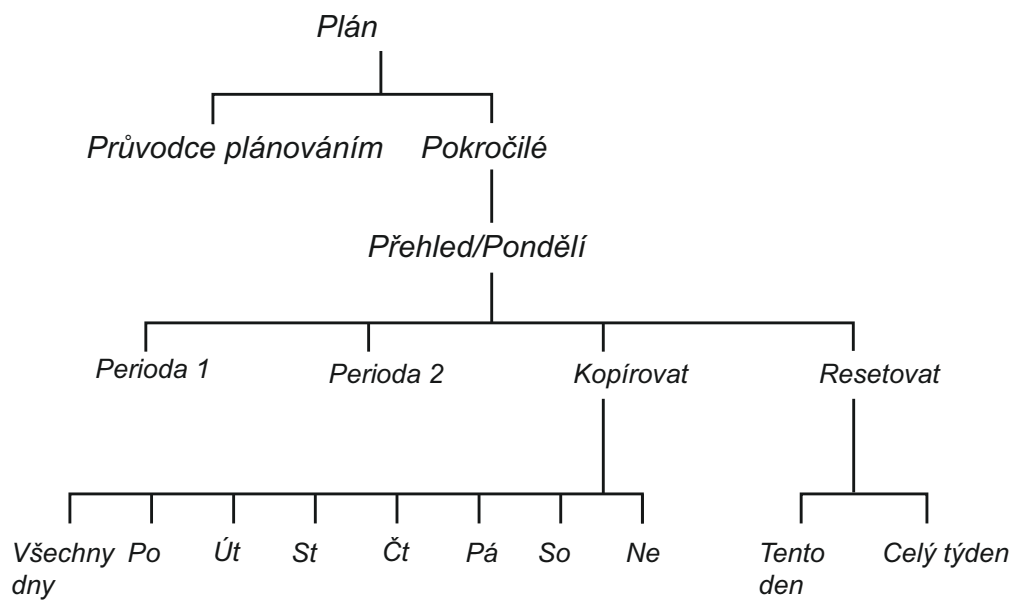 Plán
Průvodce plánováním
Pokročilé
Přehled/Pondělí
Perioda 1
Perioda 2
Kopírovat
Resetovat
Všechny
dny
Po
Út
St
Čt
Pá
So
Ne
Tento
den
Celý týden